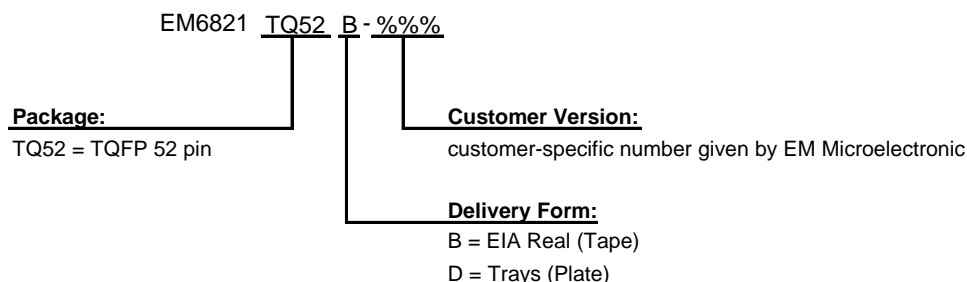 EM6821 TQ52 B - %%%
Package:
TQ52 = TQFP 52 pin
Customer Version:
customer-specific number given by EM Microelectronic
Delivery Form:
B = EIA Real (Tape)
D = Trays (Plate)